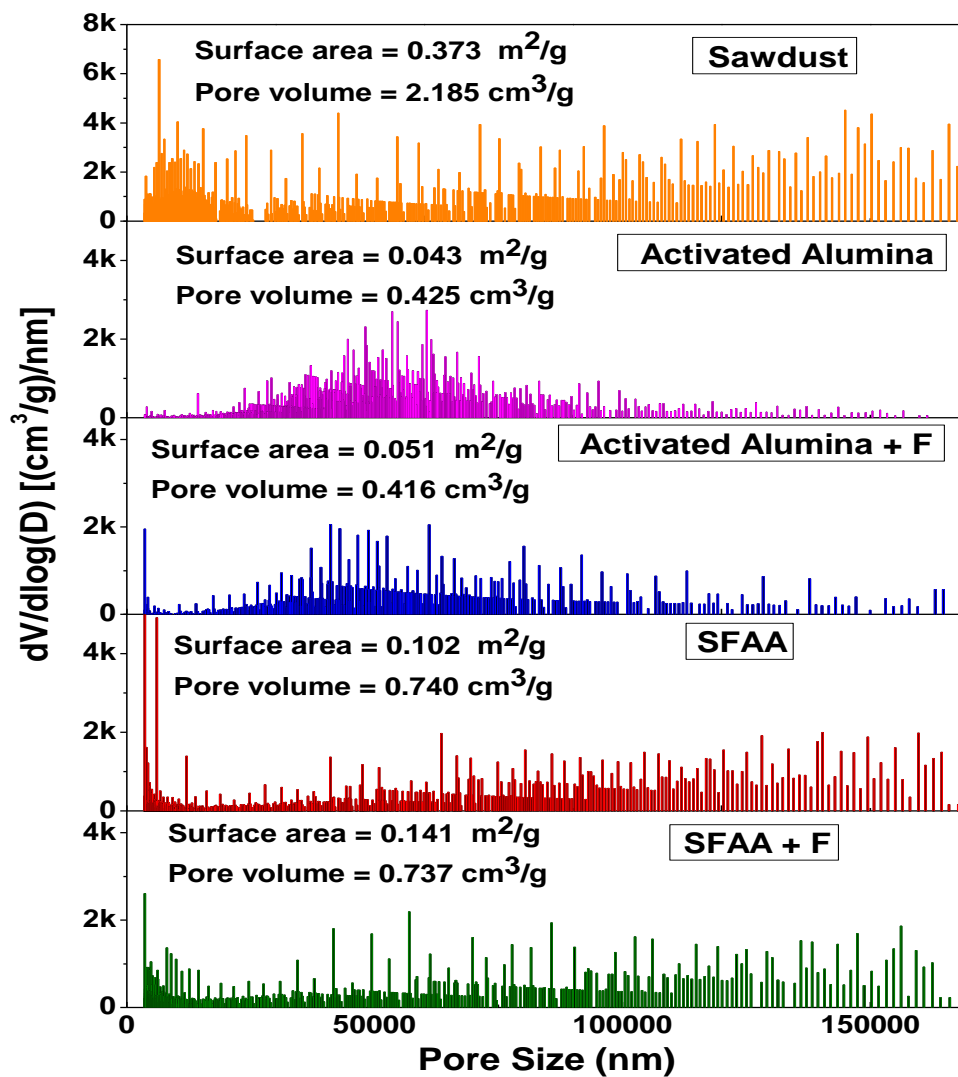 8k
6k
4k
2k
0
Surface area = 0.373 m²/g
Pore volume = 2.185 cm³/g
Sawdust
4k
2k
0
Surface area = 0.043 m²/g
Pore volume = 0.425 cm³/g
Activated Alumina
4k
2k
0
Surface area = 0.051 m²/g
Pore volume = 0.416 cm³/g
Activated Alumina + F
4k
2k
0
Surface area = 0.102 m²/g
Pore volume = 0.740 cm³/g
SFAA
4k
2k
0
Surface area = 0.141 m²/g
Pore volume = 0.737 cm³/g
SFAA + F
dV/dlog(D) [(cm³/g)/nm]
0 50000 100000 150000
Pore Size (nm)